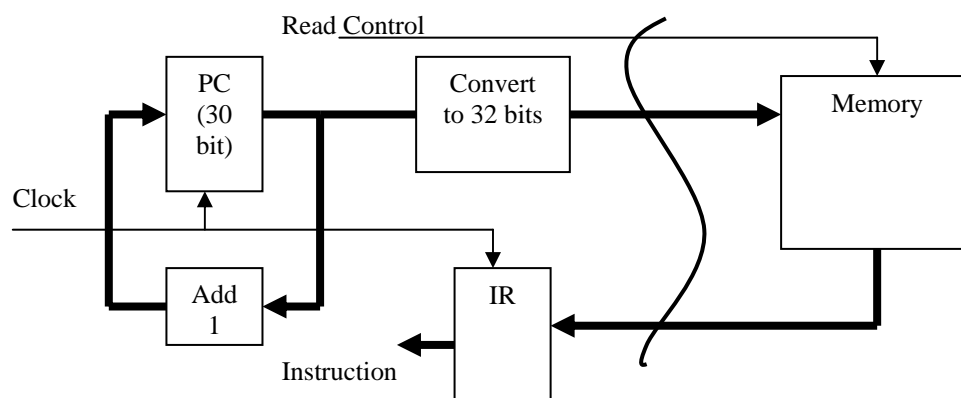 Read Control
PC
(30
bit)
Convert
to 32 bits
Memory
Clock
Add
1
IR
Instruction